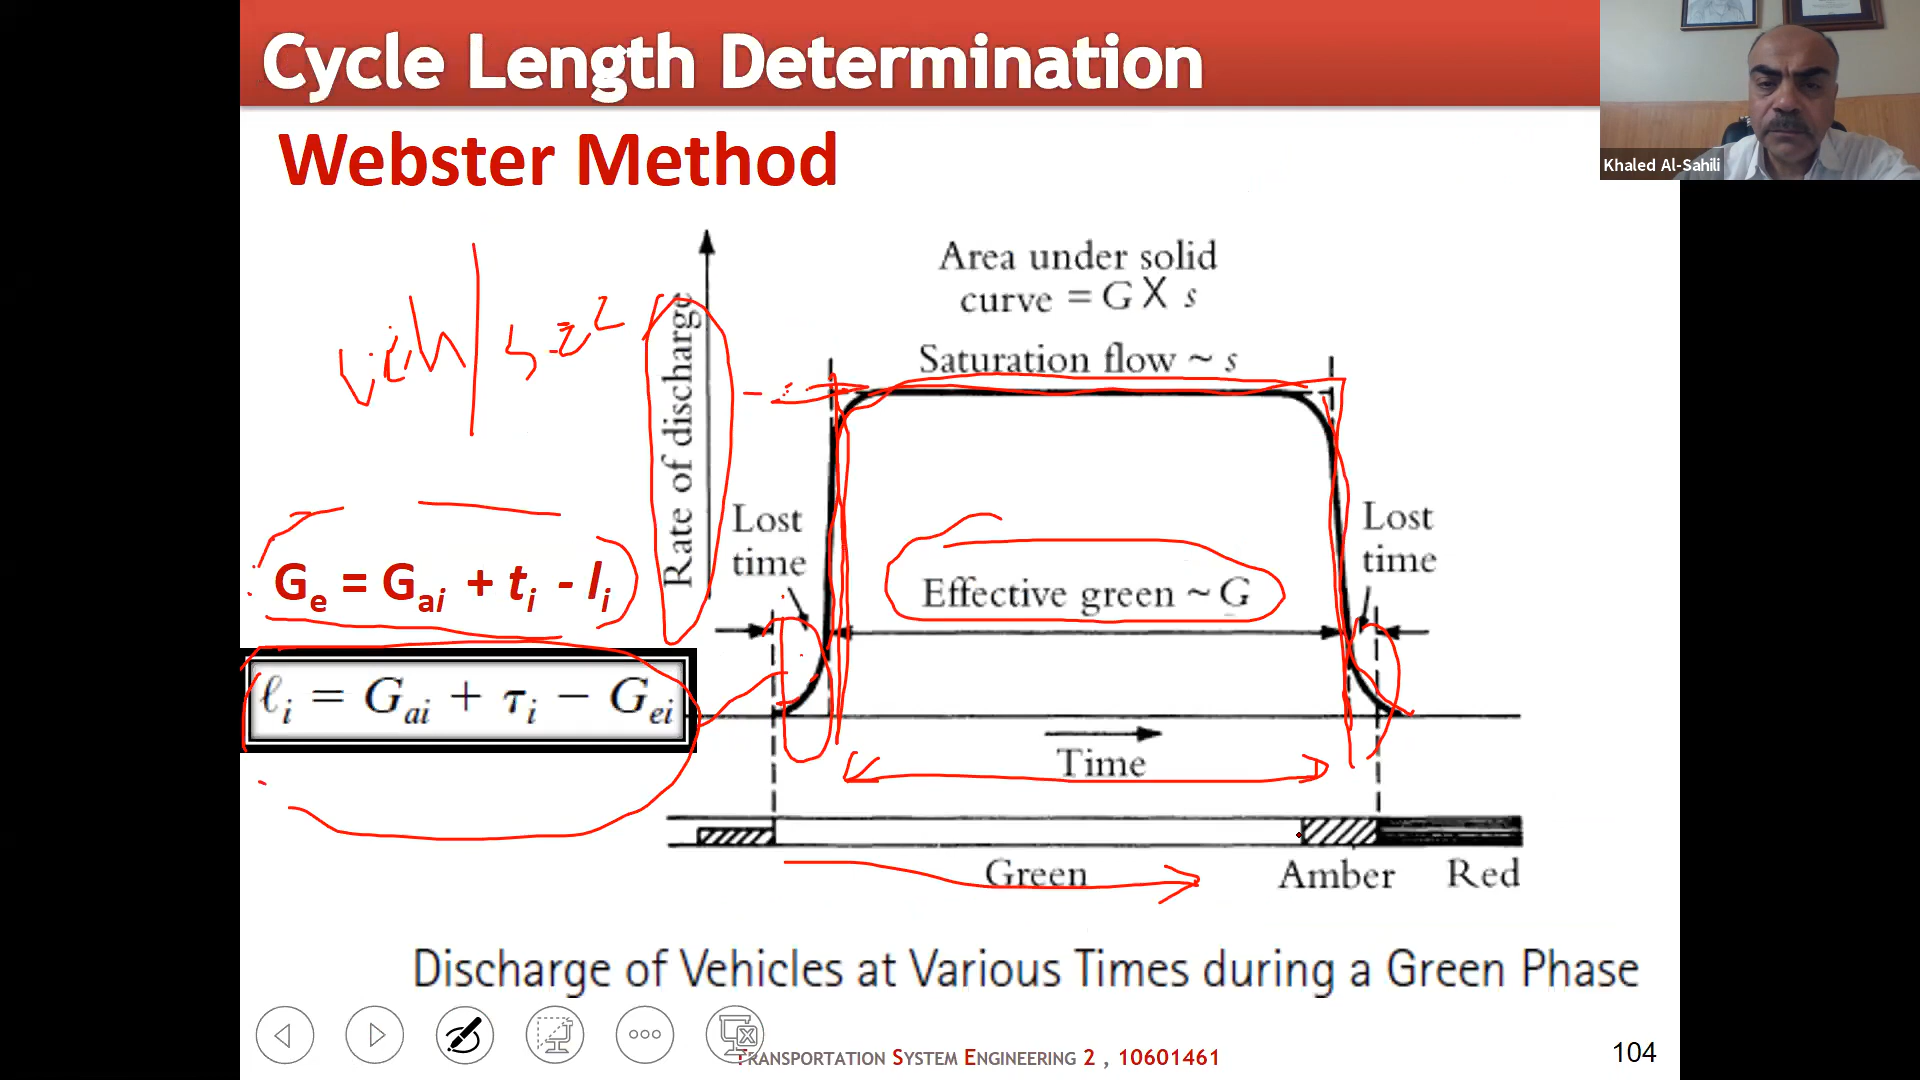 Cycle Length Determination
Webster Method
Khaled Al-Sahili
Area under solid
curve = G X s
Saturation flow ~ s
Rate of discharge
veh
Lost
time
Lost
time
Effective green ~ G
Gₑ = Gₐᵢ + tᵢ - lᵢ
ℓᵢ = Gₐᵢ + τᵢ − Gₑᵢ
Time
Green
Amber
Red
Discharge of Vehicles at Various Times during a Green Phase
TRANSPORTATION SYSTEM ENGINEERING 2 , 10601461
104